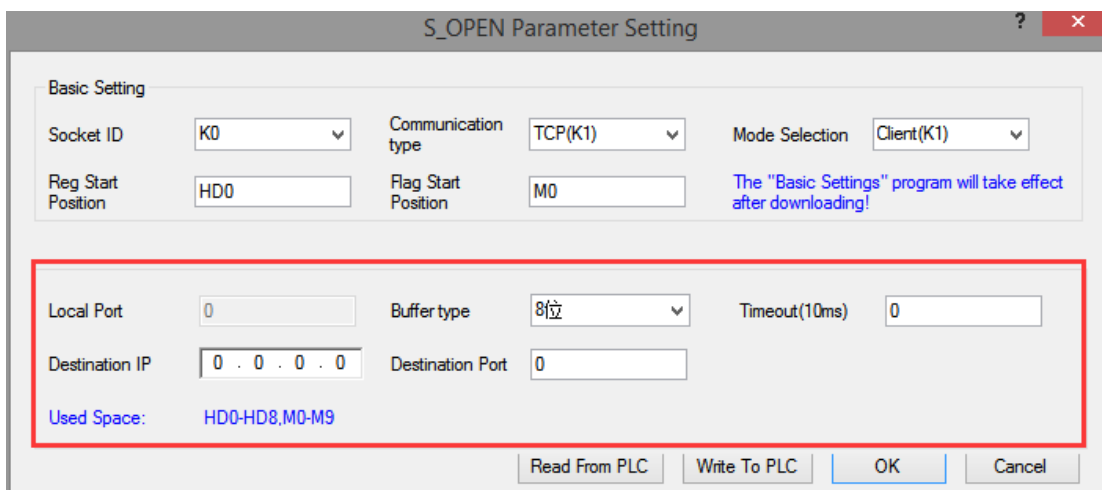 S_OPEN Parameter Setting ? ×
Basic Setting
Socket ID K0 Communication type TCP(K1) Mode Selection Client(K1)
Reg Start Position HD0 Flag Start Position M0 The "Basic Settings" program will take effect after downloading!
Local Port 0 Buffer type 8位 Timeout(10ms) 0
Destination IP 0 . 0 . 0 . 0 Destination Port 0
Used Space: HD0-HD8,M0-M9
Read From PLC Write To PLC OK Cancel